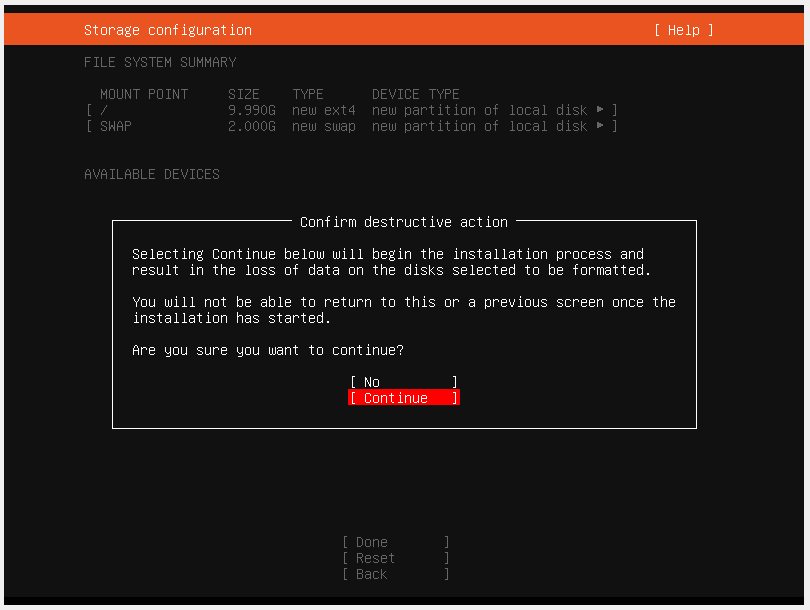 Storage configuration [ Help ]
FILE SYSTEM SUMMARY
MOUNT POINT SIZE TYPE DEVICE TYPE
[ / 9.990G new ext4 new partition of local disk ▸ ]
[ SWAP 2.000G new swap new partition of local disk ▸ ]
AVAILABLE DEVICES
Confirm destructive action
Selecting Continue below will begin the installation process and
result in the loss of data on the disks selected to be formatted.
You will not be able to return to this or a previous screen once the
installation has started.
Are you sure you want to continue?
[ No ]
[ Continue ]
[ Done ]
[ Reset ]
[ Back ]